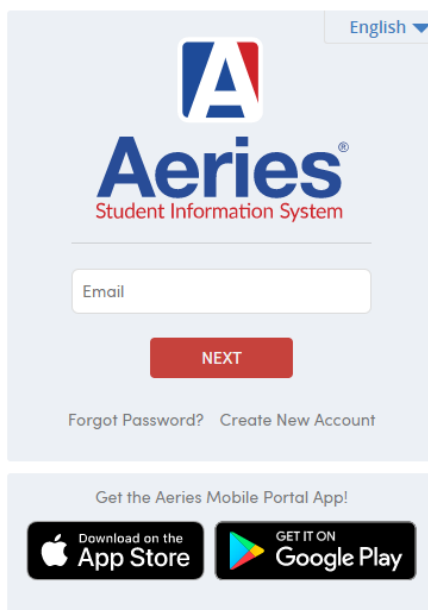 English
A
Aeries®
Student Information System
Email
NEXT
Forgot Password? Create New Account
Get the Aeries Mobile Portal App!
Download on the
App Store
GET IT ON
Google Play